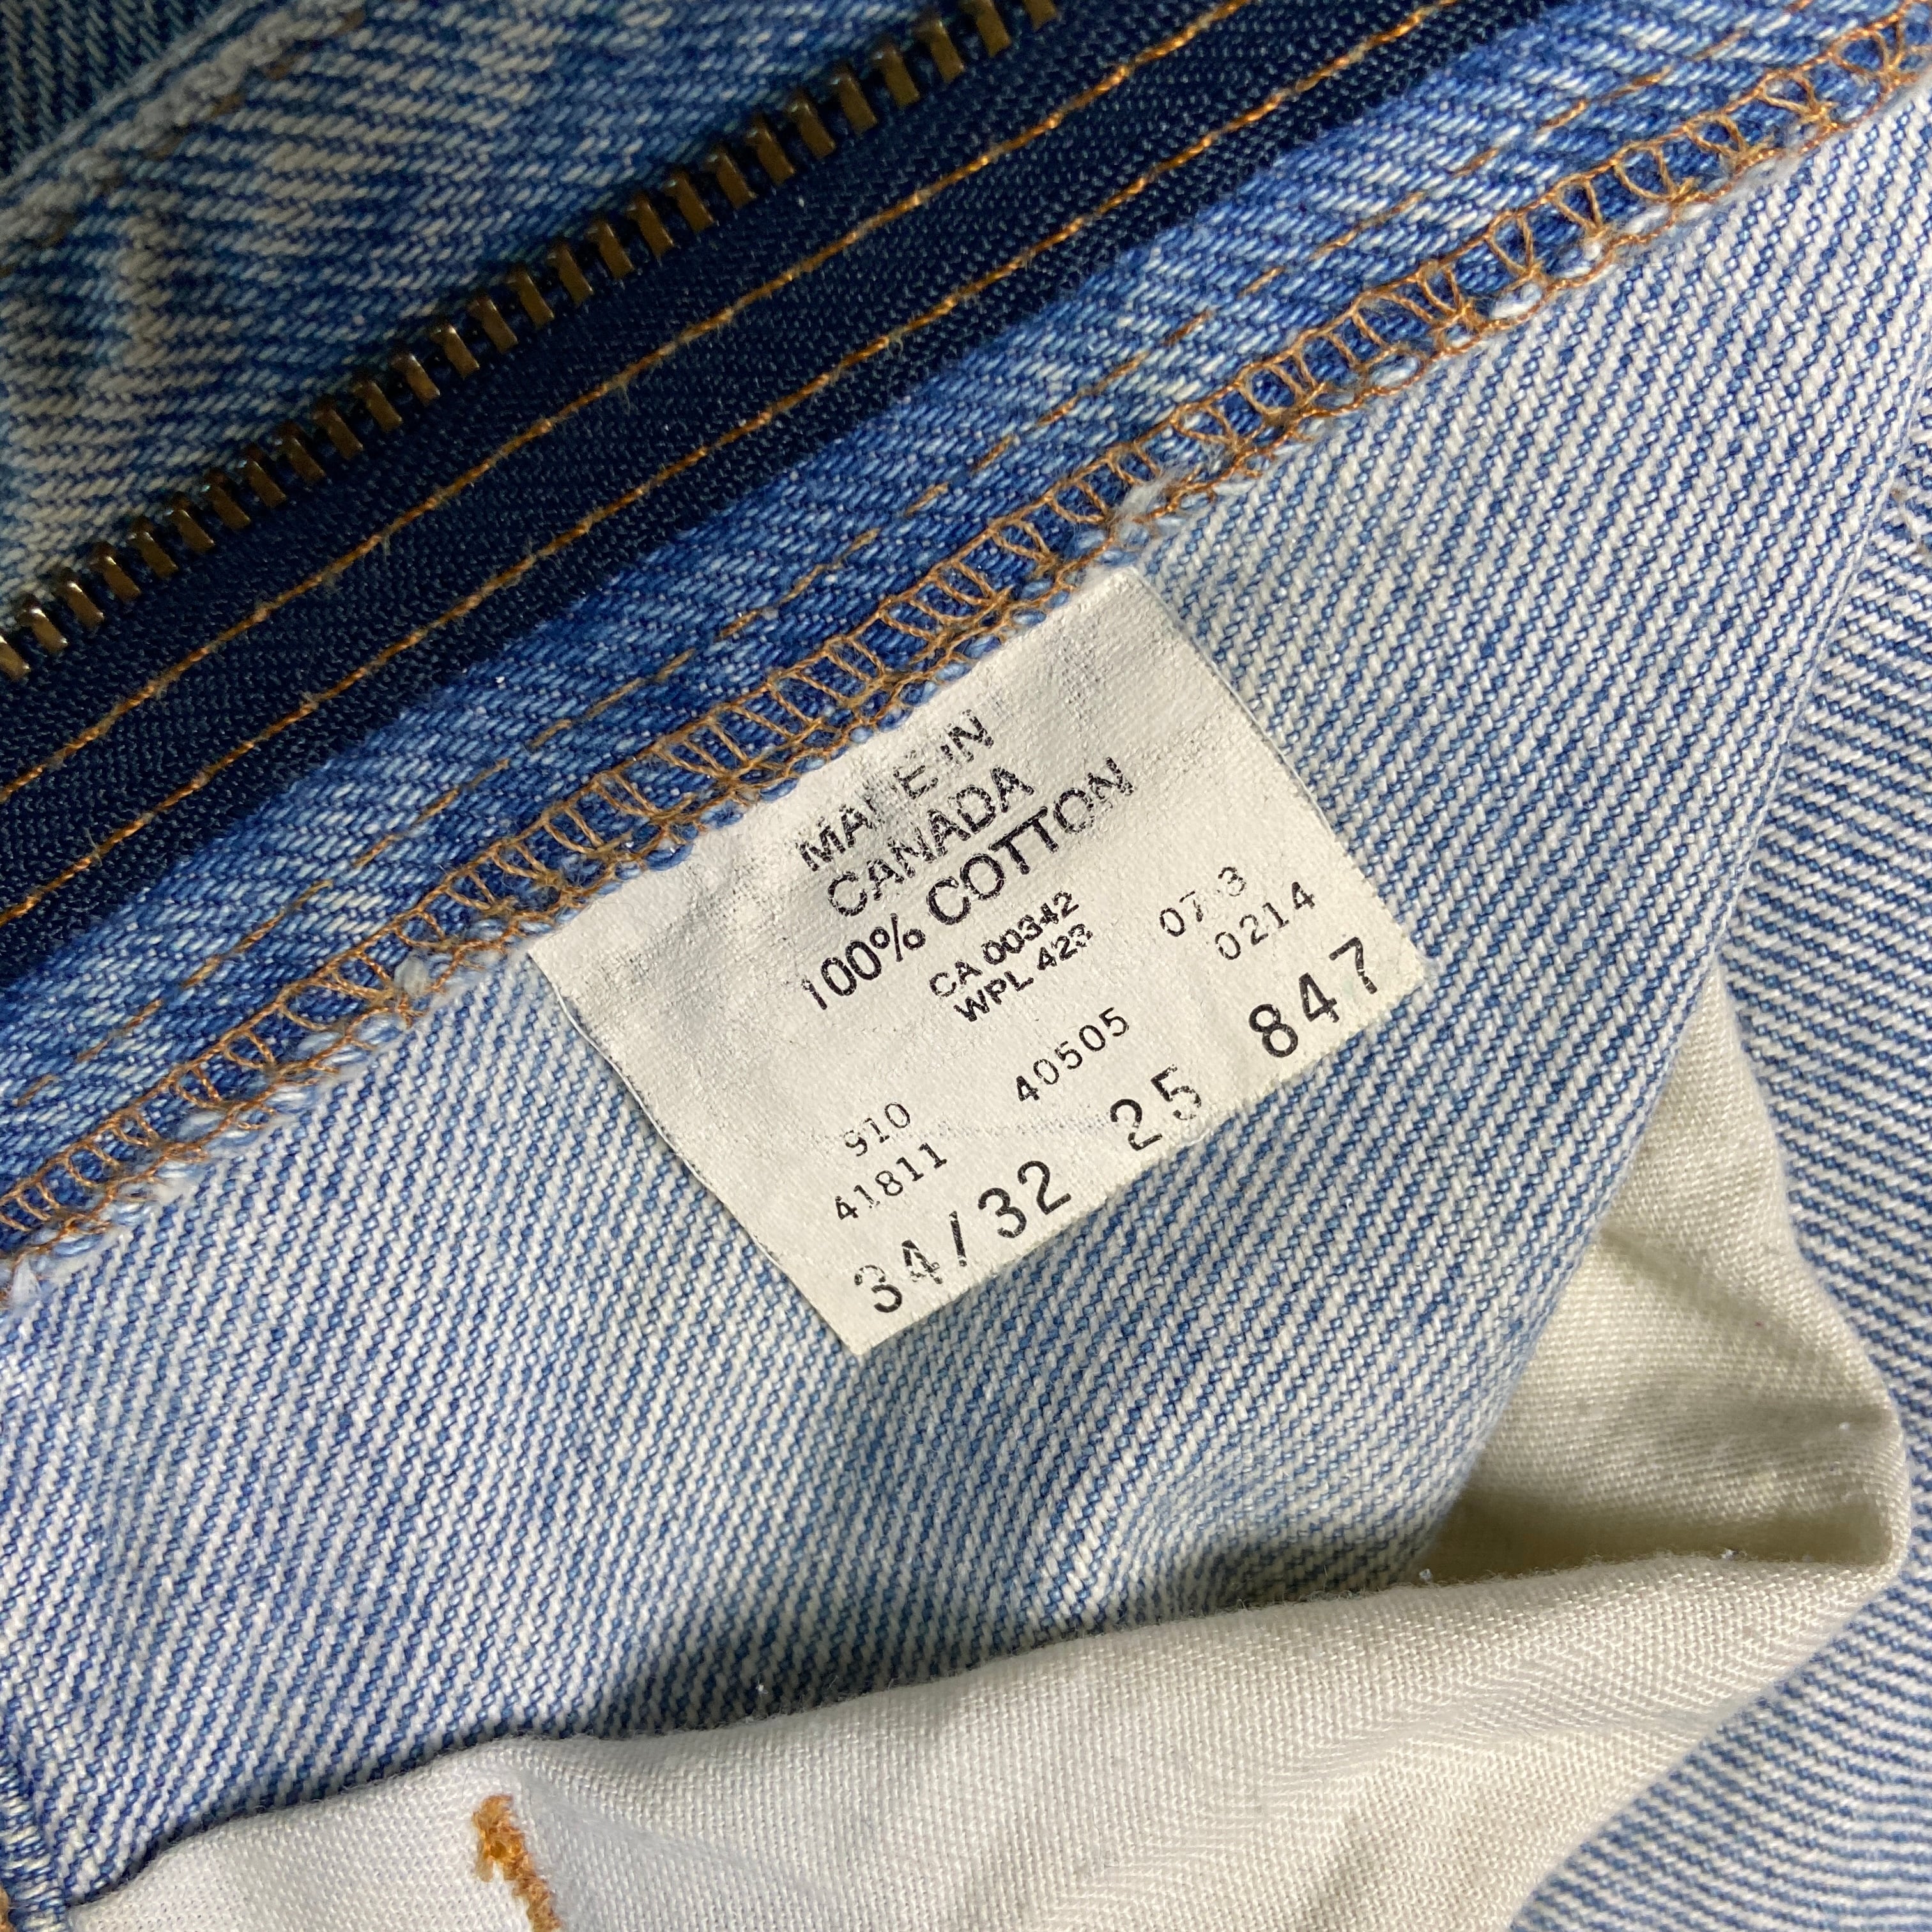 MADE IN
CANADA
100% COTTON
CA 00342
WPL 423
07 3
0214
910 40505 847
41811 25
34/32